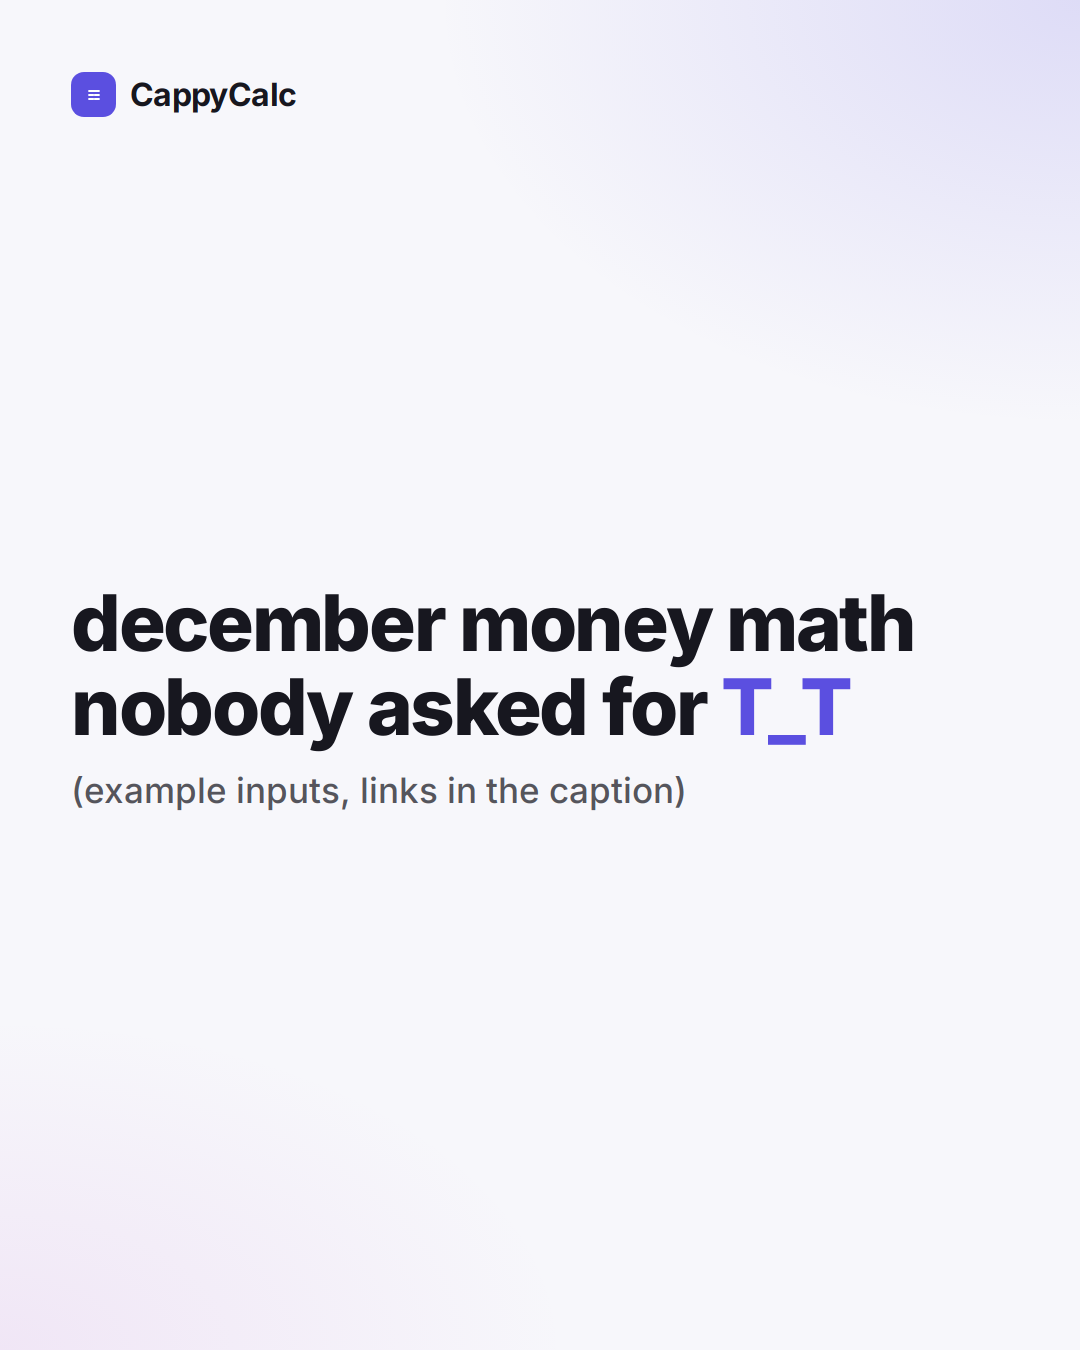 CappyCalc
december money math
nobody asked for T_T
(example inputs, links in the caption)